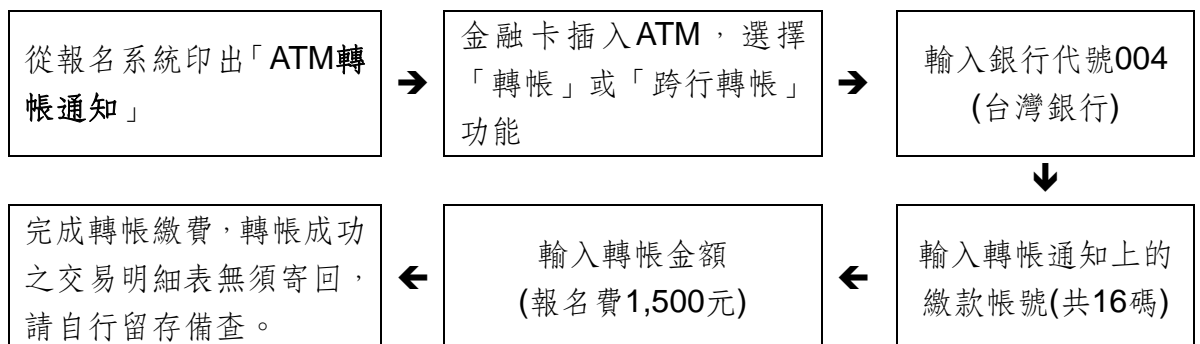 從報名系統印出「ATM轉
帳通知」
➔
金融卡插入ATM，選擇
「轉帳」或「跨行轉帳」
功能
➔
輸入銀行代號004
(台灣銀行)
🡻
輸入轉帳通知上的
繳款帳號(共16碼)
🡸
輸入轉帳金額
(報名費1,500元)
🡸
完成轉帳繳費，轉帳成功
之交易明細表無須寄回，
請自行留存備查。